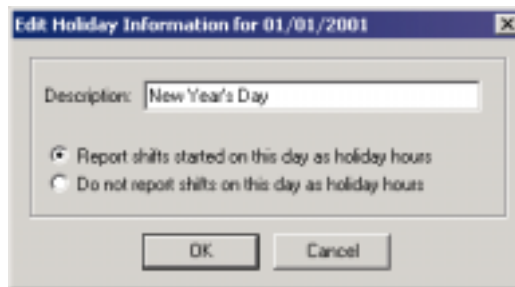 Edit Holiday Information for 01/01/2001
Description: New Year's Day
Report shifts started on this day as holiday hours
Do not report shifts on this day as holiday hours
OK Cancel